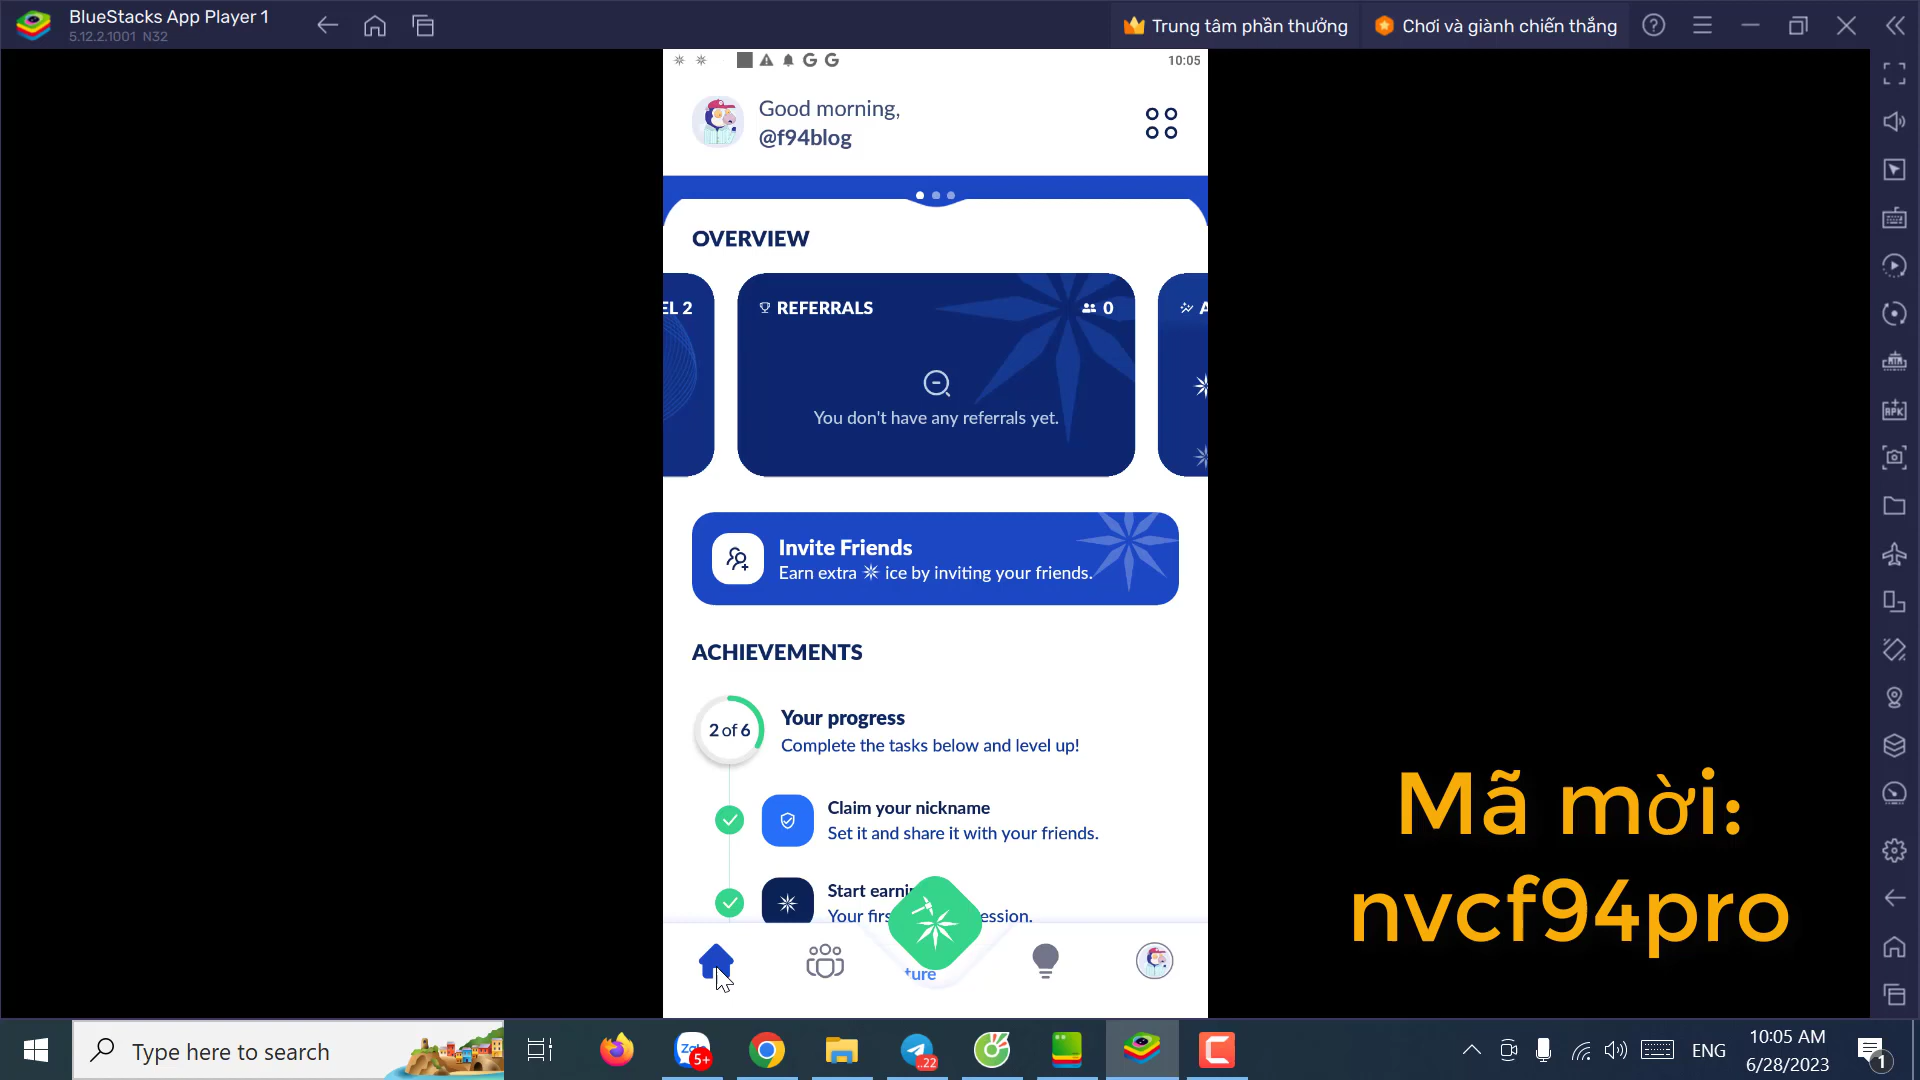 BlueStacks App Player 1
5.12.2.1001 N32
Trung tâm phần thưởng
Chơi và giành chiến thắng
10:05
Good morning,
@f94blog
OVERVIEW
EL 2
REFERRALS
0
A
You don't have any referrals yet.
Invite Friends
Earn extra ice by inviting your friends.
ACHIEVEMENTS
2 of 6
Your progress
Complete the tasks below and level up!
Claim your nickname
Set it and share it with your friends.
Start earni
Your firs
ession.
ture
Mã mời:
nvcf94pro
Type here to search
Zalo
5+
..22
ENG
10:05 AM
6/28/2023
1